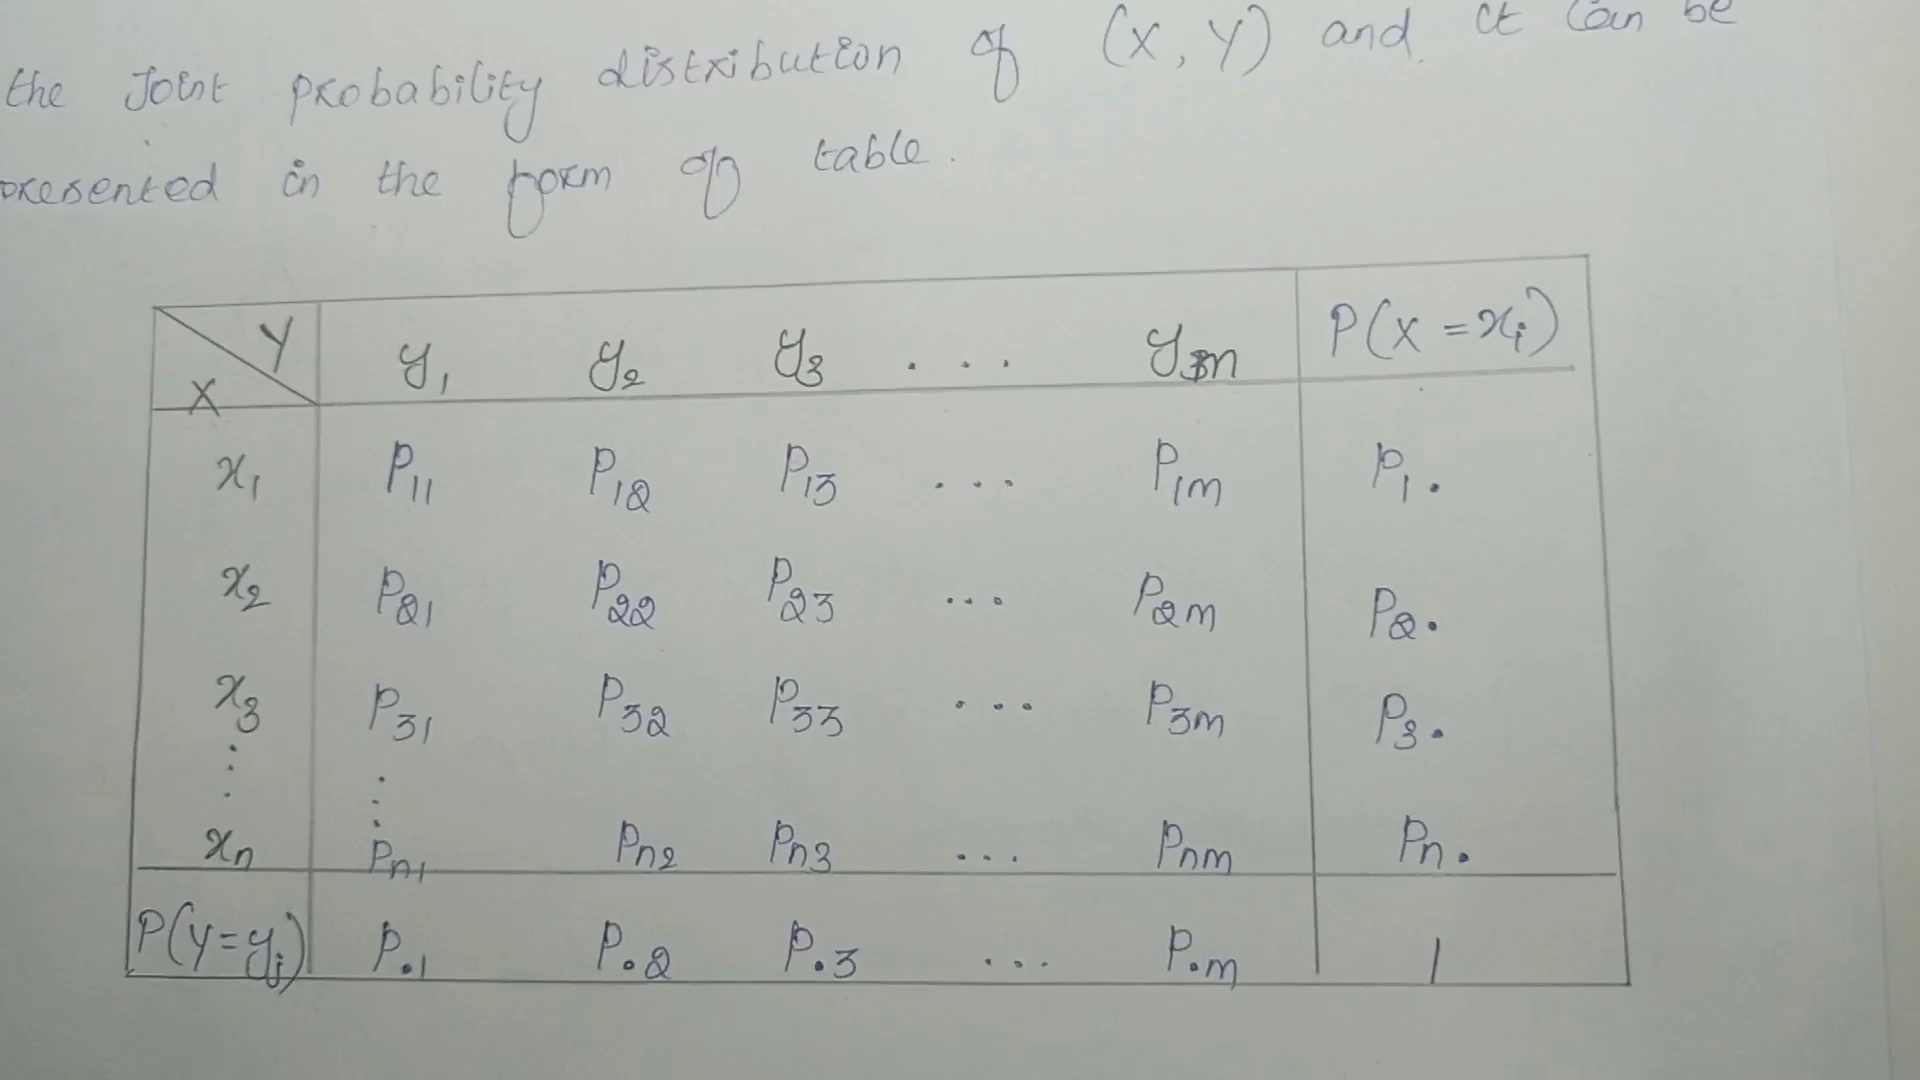 the Joint probability distribution of (X, Y) and it can be
presented in the form of table.
Y y₁ y₂ y₃ ... yₘ P(X = xᵢ)
X
x₁ P₁₁ P₁₂ P₁₃ ... P₁ₘ P₁.
x₂ P₂₁ P₂₂ P₂₃ ... P₂ₘ P₂.
x₃ P₃₁ P₃₂ P₃₃ ... P₃ₘ P₃.
⋮ ⋮
xₙ Pₙ₁ Pₙ₂ Pₙ₃ ... Pₙₘ Pₙ.
P(Y=yⱼ) P.₁ P.₂ P.₃ ... P.ₘ 1